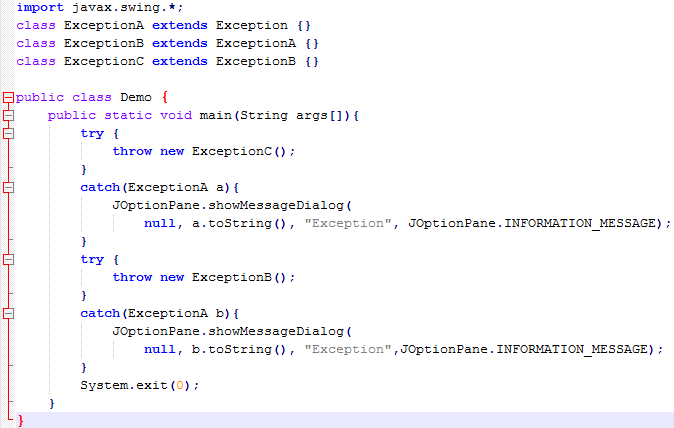 import javax.swing.*;
class ExceptionA extends Exception {}
class ExceptionB extends ExceptionA {}
class ExceptionC extends ExceptionB {}
public class Demo {
public static void main(String args[]){
try {
throw new ExceptionC();
}
catch(ExceptionA a){
JOptionPane.showMessageDialog(
null, a.toString(), "Exception", JOptionPane.INFORMATION_MESSAGE);
}
try {
throw new ExceptionB();
}
catch(ExceptionA b){
JOptionPane.showMessageDialog(
null, b.toString(), "Exception",JOptionPane.INFORMATION_MESSAGE);
}
System.exit(0);
}
}